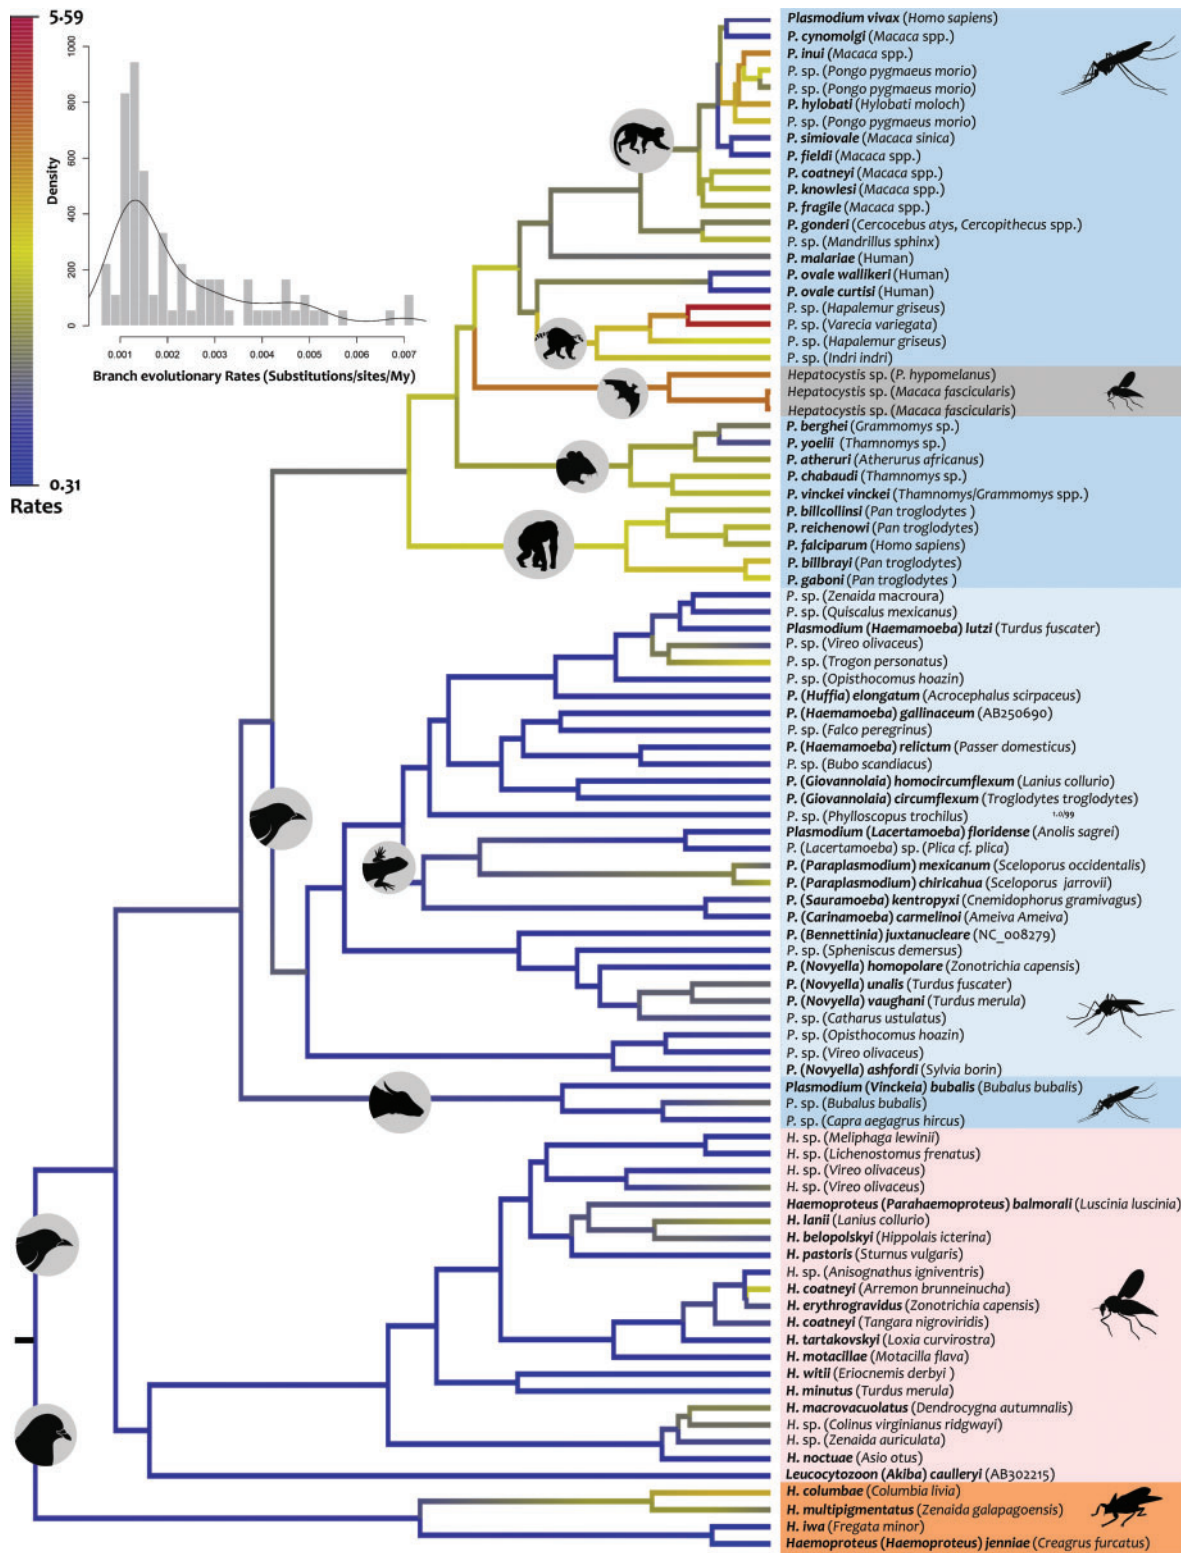 5.59
0.31
Rates
Density
0
200
400
600
800
1000
0.001 0.002 0.003 0.004 0.005 0.006 0.007
Branch evolutionary Rates (Substitutions/sites/My)
Plasmodium vivax (Homo sapiens)
P. cynomolgi (Macaca spp.)
P. inui (Macaca spp.)
P. sp. (Pongo pygmaeus morio)
P. sp. (Pongo pygmaeus morio)
P. hylobati (Hylobati moloch)
P. sp. (Pongo pygmaeus morio)
P. simiovale (Macaca sinica)
P. fieldi (Macaca spp.)
P. coatneyi (Macaca spp.)
P. knowlesi (Macaca spp.)
P. fragile (Macaca spp.)
P. gonderi (Cercocebus atys, Cercopithecus spp.)
P. sp. (Mandrillus sphinx)
P. malariae (Human)
P. ovale wallikeri (Human)
P. ovale curtisi (Human)
P. sp. (Hapalemur griseus)
P. sp. (Varecia variegata)
P. sp. (Hapalemur griseus)
P. sp. (Indri indri)
Hepatocystis sp. (P. hypomelanus)
Hepatocystis sp. (Macaca fascicularis)
Hepatocystis sp. (Macaca fascicularis)
P. berghei (Grammomys sp.)
P. yoelii (Thamnomys sp.)
P. atheruri (Atherurus africanus)
P. chabaudi (Thamnomys sp.)
P. vinckei vinckei (Thamnomys/Grammomys spp.)
P. billcollinsi (Pan troglodytes )
P. reichenowi (Pan troglodytes)
P. falciparum (Homo sapiens)
P. billbrayi (Pan troglodytes)
P. gaboni (Pan troglodytes )
P. sp. (Zenaida macroura)
P. sp. (Quiscalus mexicanus)
Plasmodium (Haemamoeba) lutzi (Turdus fuscater)
P. sp. (Vireo olivaceus)
P. sp. (Trogon personatus)
P. sp. (Opisthocomus hoazin)
P. (Huffia) elongatum (Acrocephalus scirpaceus)
P. (Haemamoeba) gallinaceum (AB250690)
P. sp. (Falco peregrinus)
P. (Haemamoeba) relictum (Passer domesticus)
P. sp. (Bubo scandiacus)
P. (Giovannolaia) homocircumflexum (Lanius collurio)
P. (Giovannolaia) circumflexum (Troglodytes troglodytes)
P. sp. (Phylloscopus trochilus) 1.0/99
Plasmodium (Lacertamoeba) floridense (Anolis sagrei)
P. (Lacertamoeba) sp. (Plica cf. plica)
P. (Paraplasmodium) mexicanum (Sceloporus occidentalis)
P. (Paraplasmodium) chiricahua (Sceloporus jarrovii)
P. (Sauramoeba) kentropyxi (Cnemidophorus gramivagus)
P. (Carinamoeba) carmelinoi (Ameiva Ameiva)
P. (Bennettinia) juxtanucleare (NC_008279)
P. sp. (Spheniscus demersus)
P. (Novyella) homopolare (Zonotrichia capensis)
P. (Novyella) unalis (Turdus fuscater)
P. (Novyella) vaughani (Turdus merula)
P. sp. (Catharus ustulatus)
P. sp. (Opisthocomus hoazin)
P. sp. (Vireo olivaceus)
P. (Novyella) ashfordi (Sylvia borin)
Plasmodium (Vinckeia) bubalis (Bubalus bubalis)
P. sp. (Bubalus bubalis)
P. sp. (Capra aegagrus hircus)
H. sp. (Meliphaga lewinii)
H. sp. (Lichenostomus frenatus)
H. sp. (Vireo olivaceus)
H. sp. (Vireo olivaceus)
Haemoproteus (Parahaemoproteus) balmorali (Luscinia luscinia)
H. lanii (Lanius collurio)
H. belopolskyi (Hippolais icterina)
H. pastoris (Sturnus vulgaris)
H. sp. (Anisognathus igniventris)
H. coatneyi (Arremon brunneinucha)
H. erythrogravidus (Zonotrichia capensis)
H. coatneyi (Tangara nigroviridis)
H. tartakovskyi (Loxia curvirostra)
H. motacillae (Motacilla flava)
H. witii (Eriocnemis derbyi )
H. minutus (Turdus merula)
H. macrovacuolatus (Dendrocygna autumnalis)
H. sp. (Colinus virginianus ridgwayi)
H. sp. (Zenaida auriculata)
H. noctuae (Asio otus)
Leucocytozoon (Akiba) caulleryi (AB302215)
H. columbae (Columbia livia)
H. multipigmentatus (Zenaida galapagoensis)
H. iwa (Fregata minor)
Haemoproteus (Haemoproteus) jenniae (Creagrus furcatus)